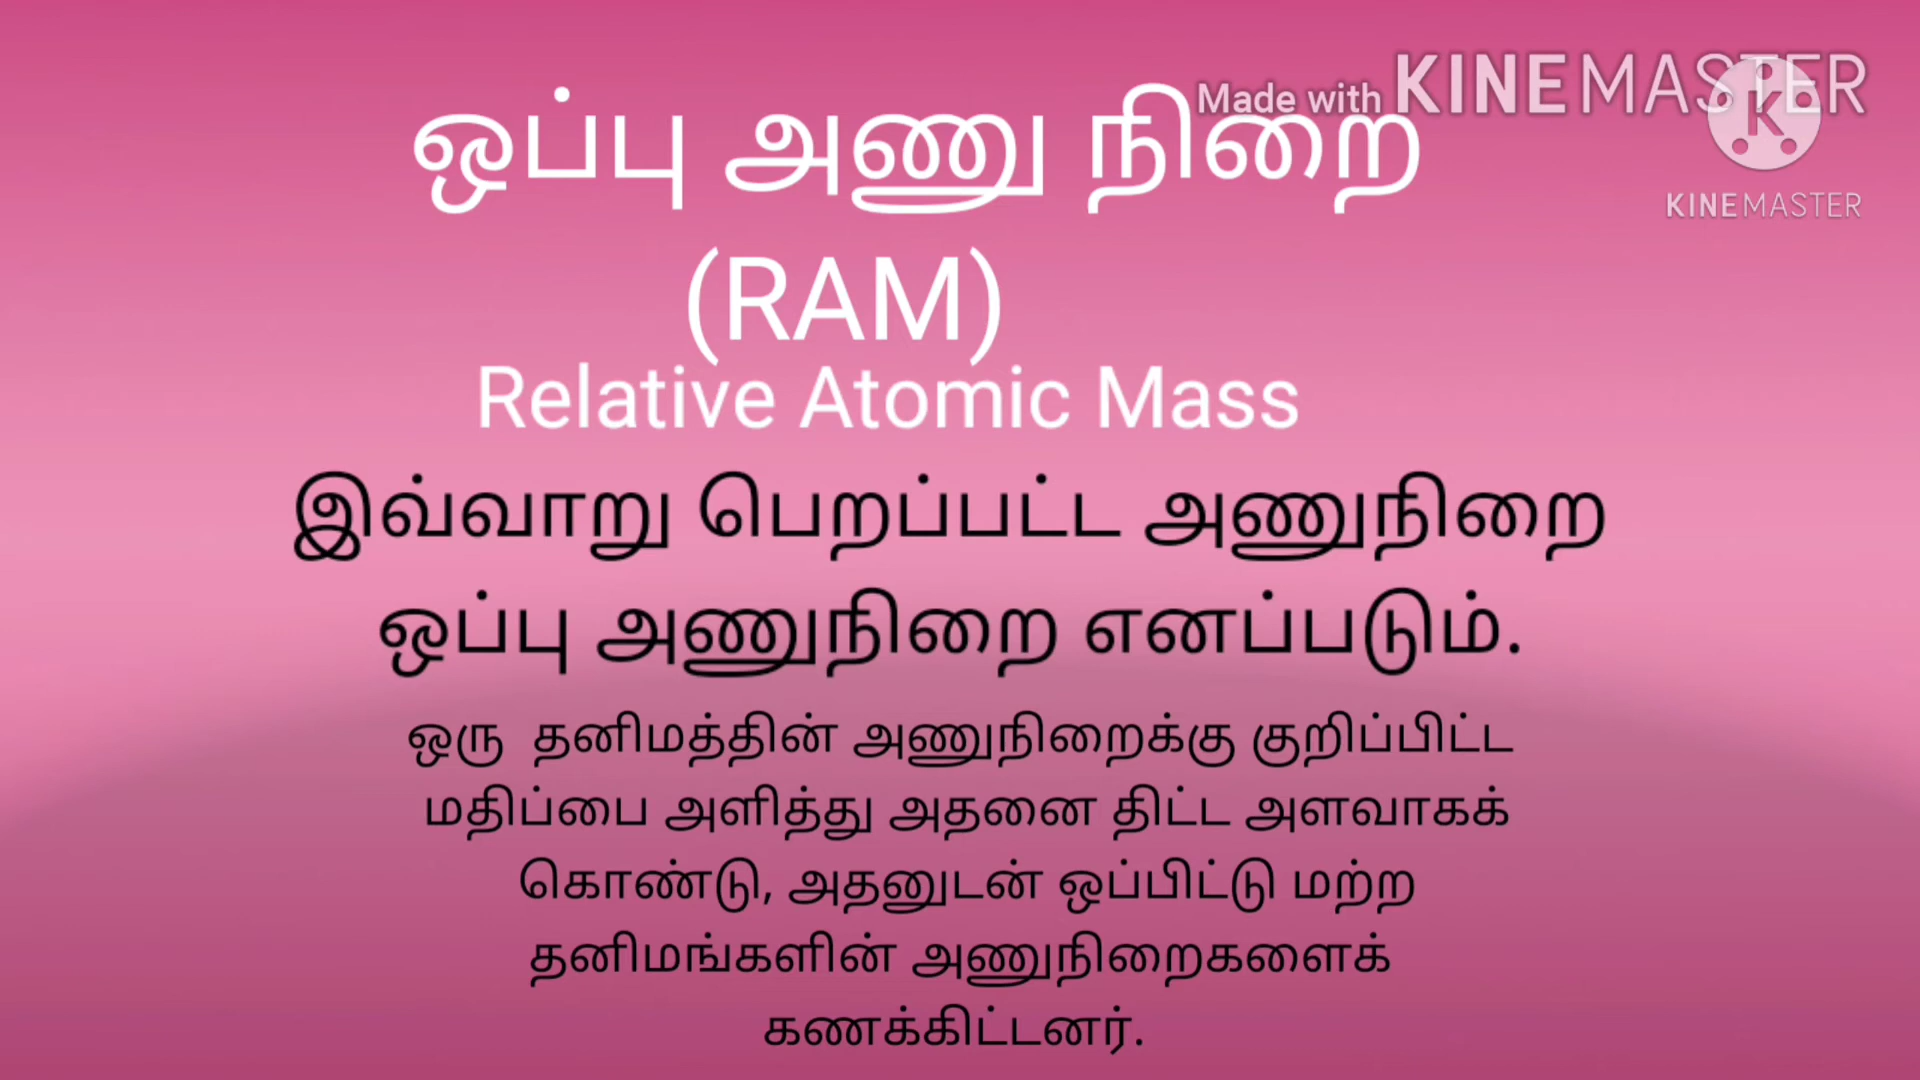 Made with KINEMASTER
KINEMASTER
ஒப்பு அணு நிறை
(RAM)
Relative Atomic Mass
இவ்வாறு பெறப்பட்ட அணுநிறை
ஒப்பு அணுநிறை எனப்படும்.
ஒரு தனிமத்தின் அணுநிறைக்கு குறிப்பிட்ட
மதிப்பை அளித்து அதனை திட்ட அளவாகக்
கொண்டு, அதனுடன் ஒப்பிட்டு மற்ற
தனிமங்களின் அணுநிறைகளைக்
கணக்கிட்டனர்.